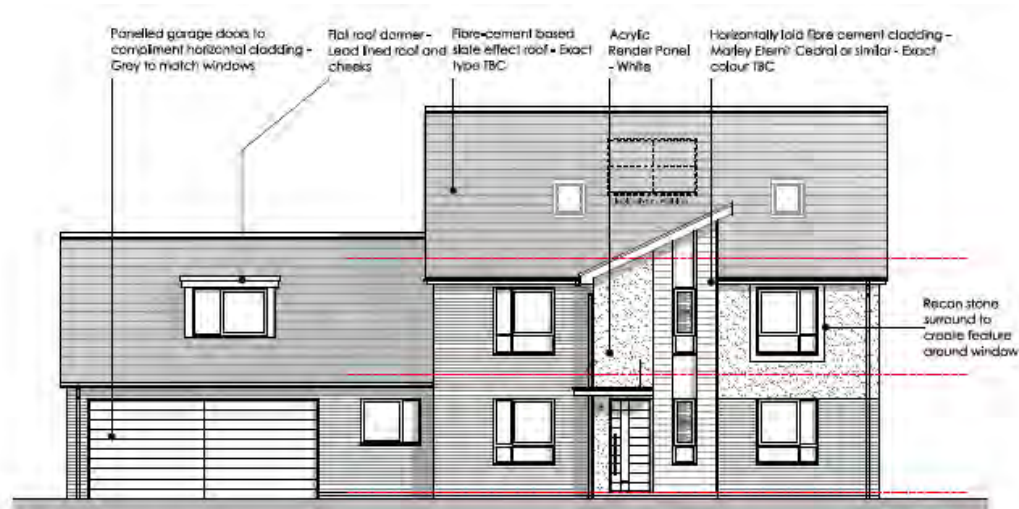 Panelled garage doors to
compliment horizontal cladding -
Grey to match windows
Flat roof dormer -
Lead lined roof and
cheeks
Fibre-cement based
slate effect roof - Exact
type TBC
Acrylic
Render Panel
- White
Horizontally laid fibre cement cladding -
Marley Eternit Cedral or similar - Exact
colour TBC
Recon stone
surround to
create feature
around window